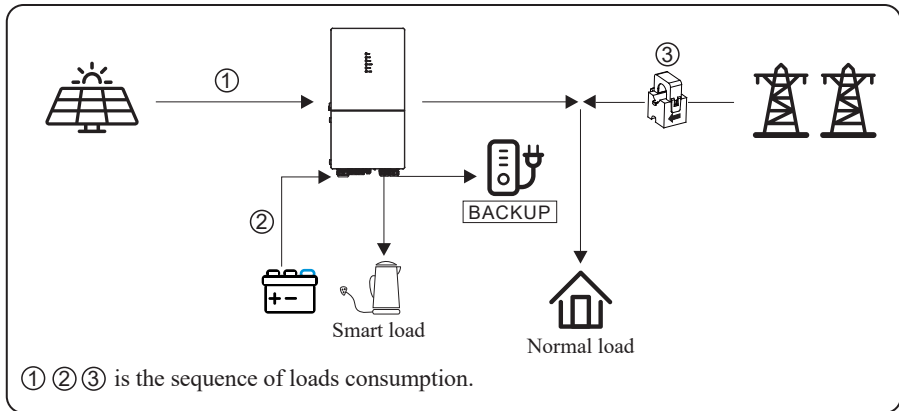 ①
③
②
BACKUP
+ -
Smart load
Normal load
① ② ③ is the sequence of loads consumption.